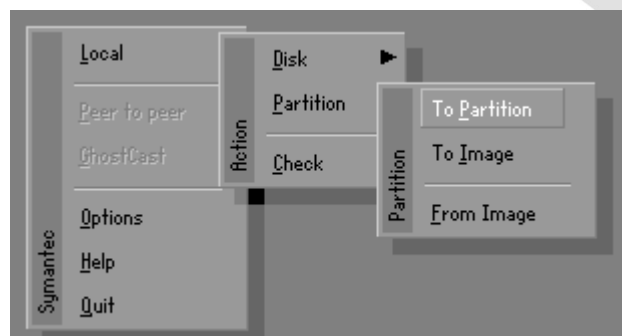 Local
Peer to peer
GhostCast
Options
Help
Quit
Symantec
Disk
Partition
Check
Action
To Partition
To Image
From Image
Partition